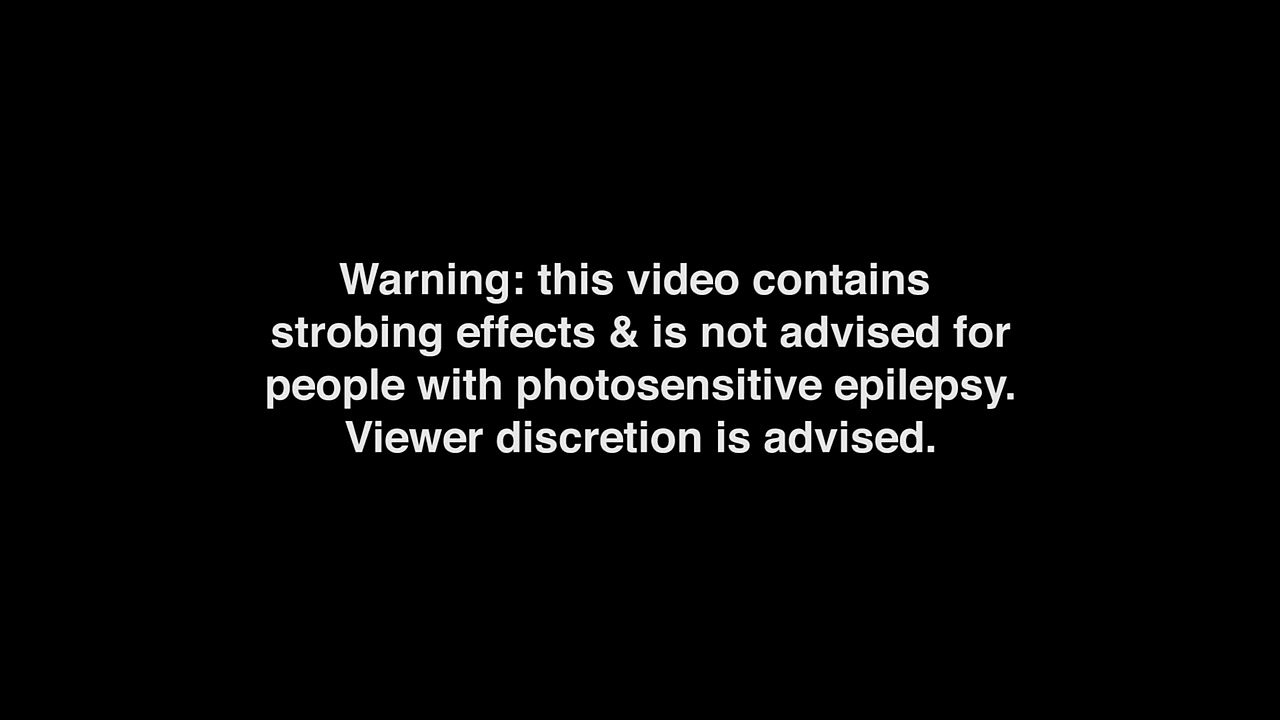 Warning: this video contains
strobing effects & is not advised for
people with photosensitive epilepsy.
Viewer discretion is advised.